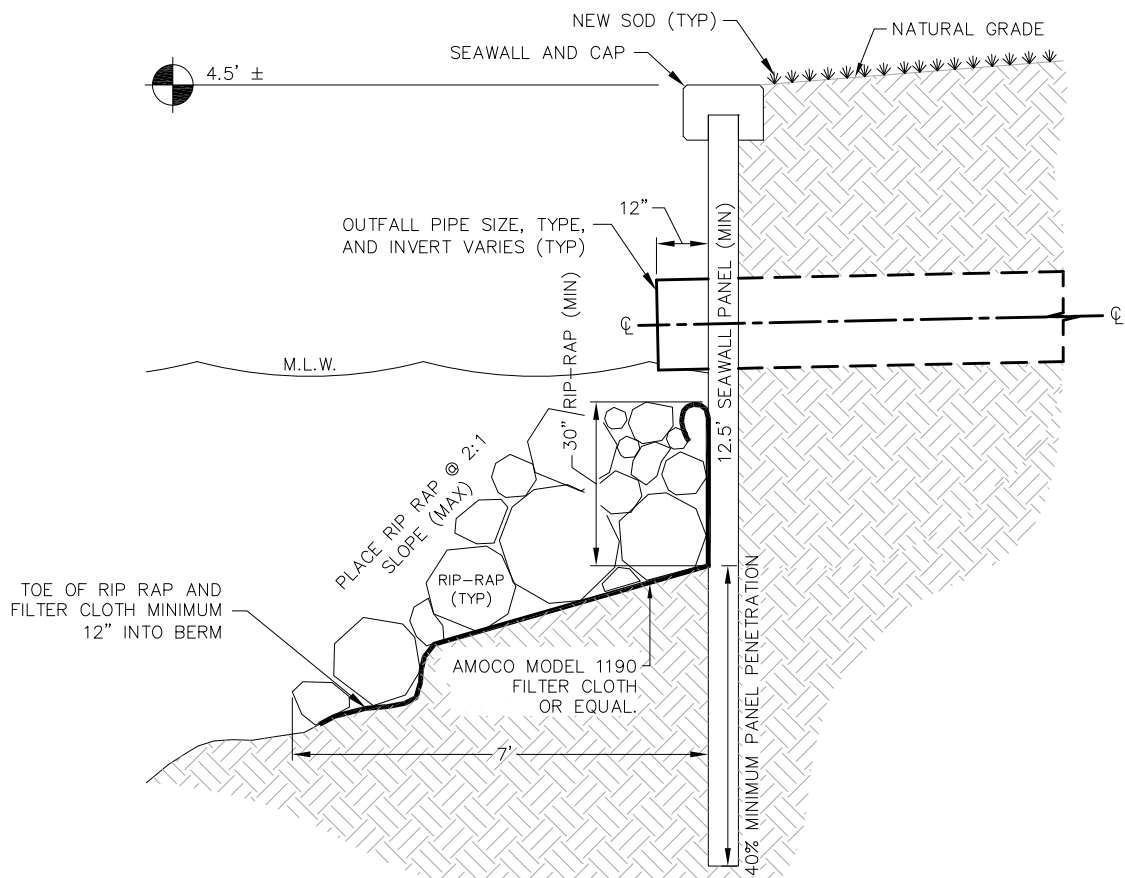 NEW SOD (TYP)
NATURAL GRADE
SEAWALL AND CAP
4.5' ±
12"
OUTFALL PIPE SIZE, TYPE,
AND INVERT VARIES (TYP)
12.5' SEAWALL PANEL (MIN)
℄
℄
M.L.W.
30" RIP-RAP (MIN)
PLACE RIP RAP @ 2:1
SLOPE (MAX)
RIP-RAP
(TYP)
TOE OF RIP RAP AND
FILTER CLOTH MINIMUM
12" INTO BERM
AMOCO MODEL 1190
FILTER CLOTH
OR EQUAL.
40% MINIMUM PANEL PENETRATION
7'